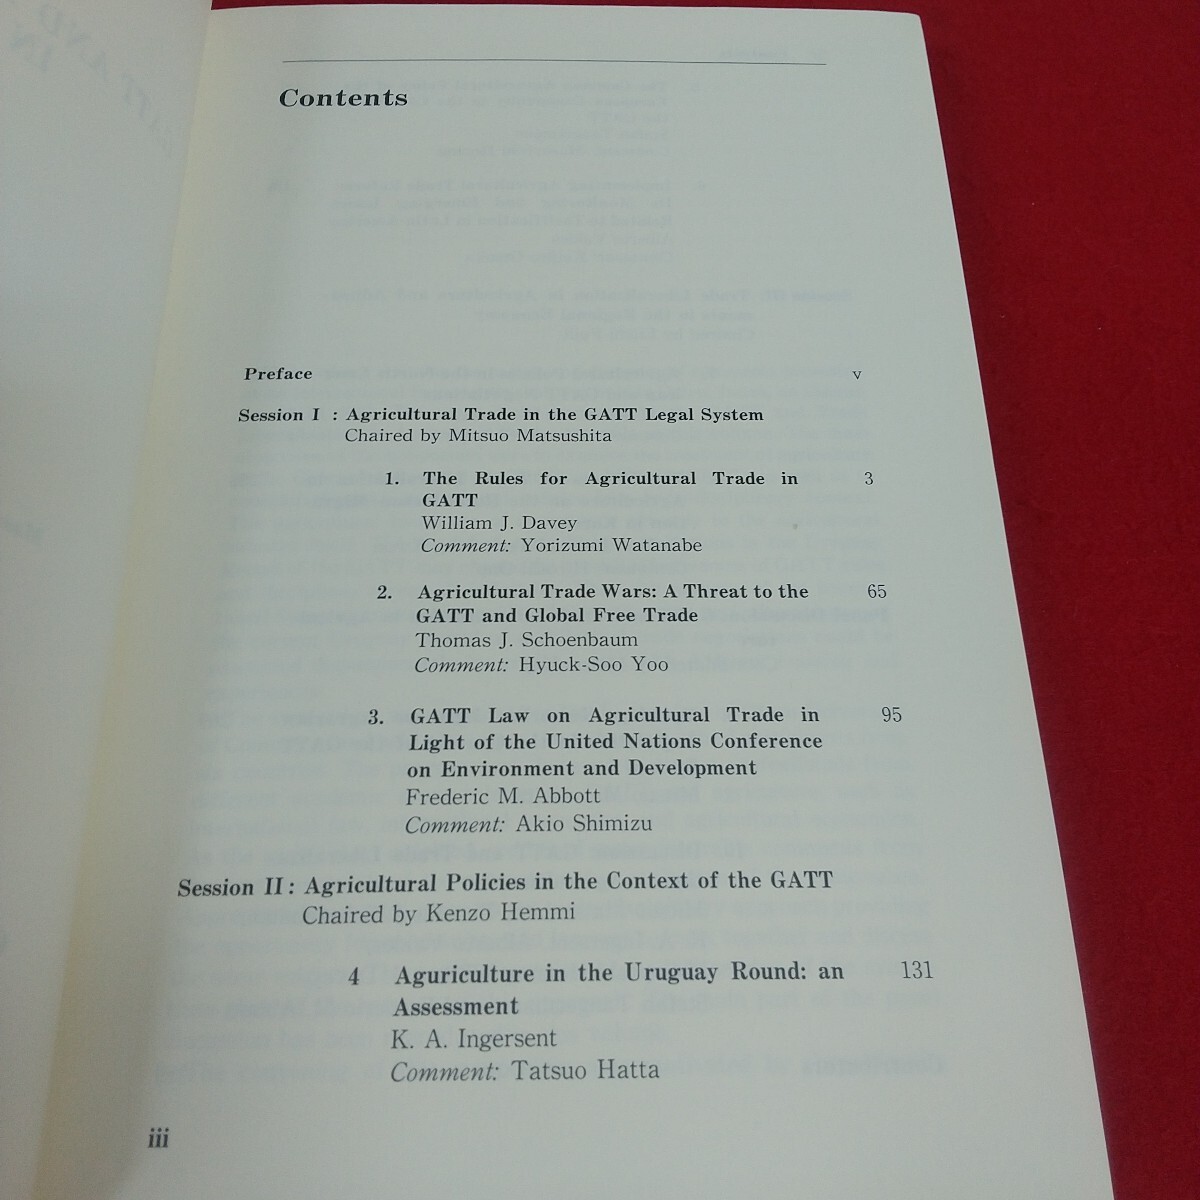 Contents
Preface v
Session I : Agricultural Trade in the GATT Legal System
Chaired by Mitsuo Matsushita
1. The Rules for Agricultural Trade in 3
GATT
William J. Davey
Comment: Yorizumi Watanabe
2. Agricultural Trade Wars: A Threat to the 65
GATT and Global Free Trade
Thomas J. Schoenbaum
Comment: Hyuck-Soo Yoo
3. GATT Law on Agricultural Trade in 95
Light of the United Nations Conference
on Environment and Development
Frederic M. Abbott
Comment: Akio Shimizu
Session II : Agricultural Policies in the Context of the GATT
Chaired by Kenzo Hemmi
4 Aguriculture in the Uruguay Round: an 131
Assessment
K. A. Ingersent
Comment: Tatsuo Hatta
iii